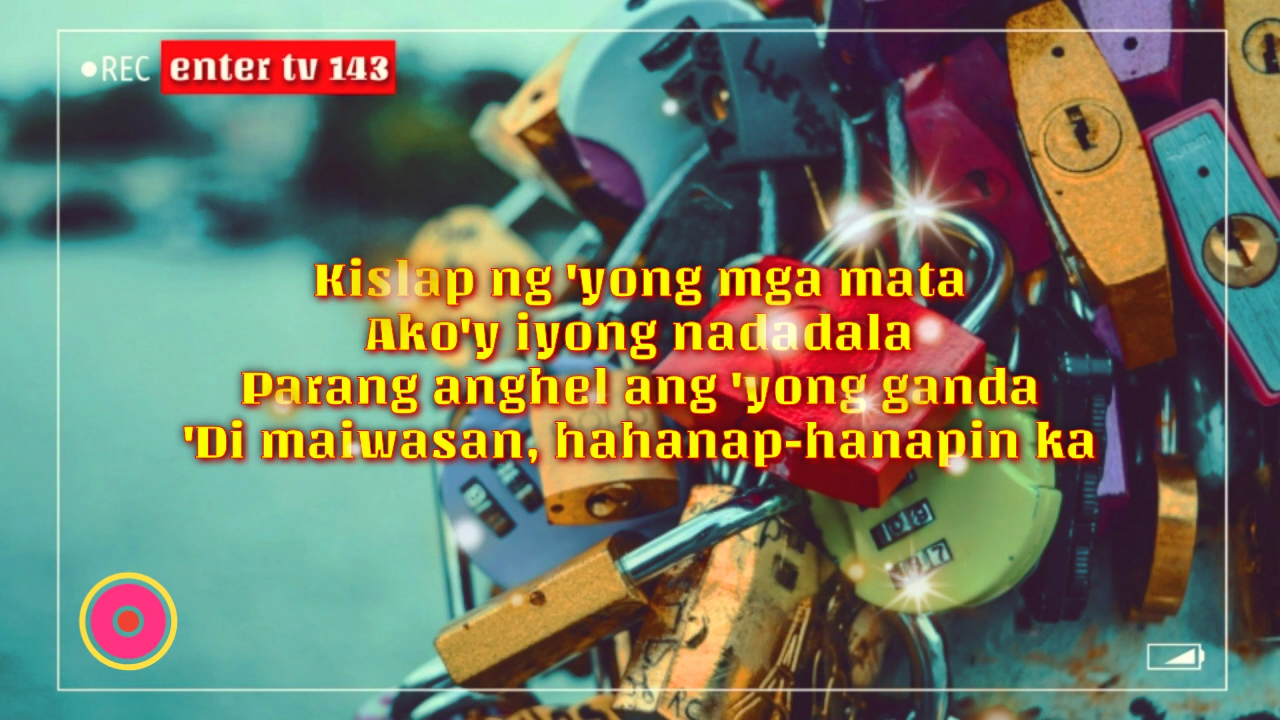 REC enter tv 143
Kislap ng 'yong mga mata
Ako'y iyong nadadala
Parang anghel ang 'yong ganda
'Di maiwasan, hahanap-hanapin ka